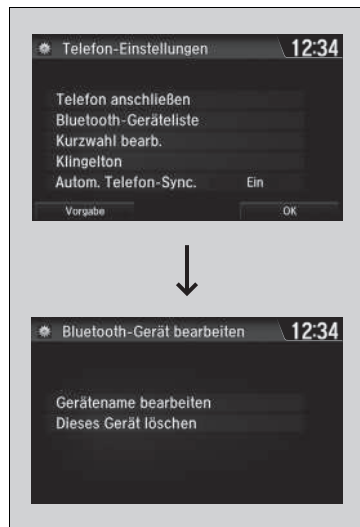 Telefon-Einstellungen 12:34
Telefon anschließen
Bluetooth-Geräteliste
Kurzwahl bearb.
Klingelton
Autom. Telefon-Sync. Ein
Vorgabe OK
Bluetooth-Gerät bearbeiten 12:34
Gerätename bearbeiten
Dieses Gerät löschen